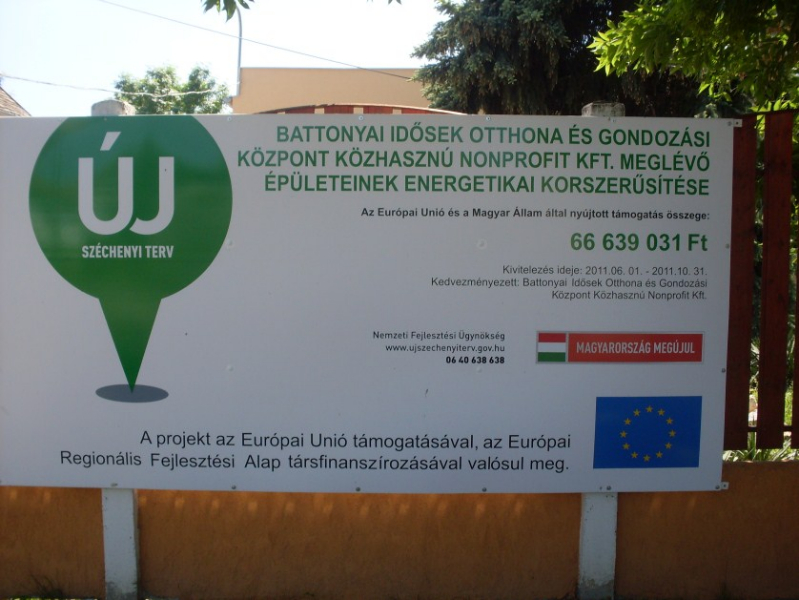 ÚJ
SZÉCHENYI TERV
BATTONYAI IDŐSEK OTTHONA ÉS GONDOZÁSI
KÖZPONT KÖZHASZNÚ NONPROFIT KFT. MEGLÉVŐ
ÉPÜLETEINEK ENERGETIKAI KORSZERŰSÍTÉSE
Az Európai Unió és a Magyar Állam által nyújtott támogatás összege:
66 639 031 Ft
Kivitelezés ideje: 2011.06. 01. - 2011.10. 31.
Kedvezményezett: Battonyai Idősek Otthona és Gondozási
Központ Közhasznú Nonprofit Kft.
Nemzeti Fejlesztési Ügynökség
www.ujszechenyiterv.gov.hu
06 40 638 638
MAGYARORSZÁG MEGÚJUL
A projekt az Európai Unió támogatásával, az Európai
Regionális Fejlesztési Alap társfinanszírozásával valósul meg.